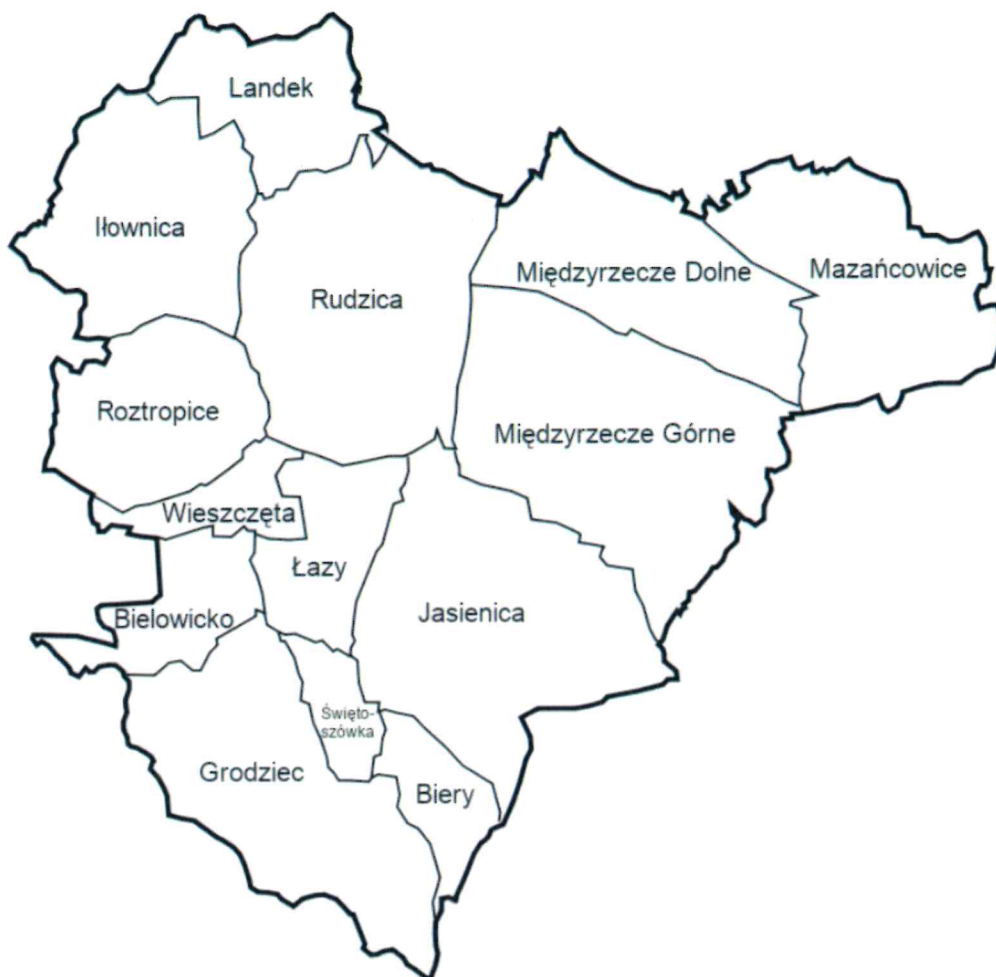 Landek
Iłownica
Rudzica
Międzyrzecze Dolne
Mazańcowice
Roztropice
Międzyrzecze Górne
Wieszczęta
Łazy
Jasienica
Bielowicko
Święto-
szówka
Grodziec
Biery